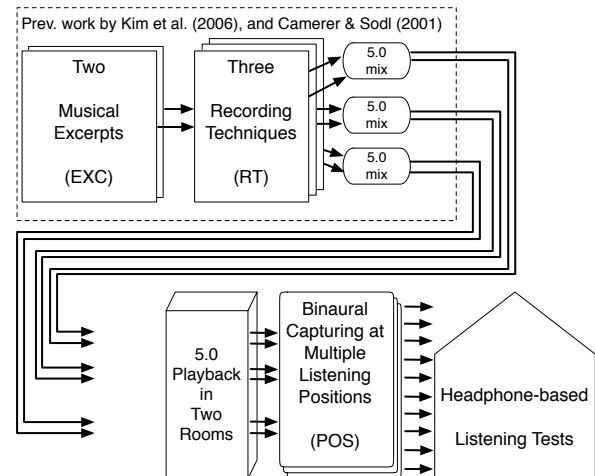 Prev. work by Kim et al. (2006), and Camerer & Sodl (2001)
Two
Musical
Excerpts
(EXC)
Three
Recording
Techniques
(RT)
5.0
mix
5.0
mix
5.0
mix
5.0
Playback
in
Two
Rooms
Binaural
Capturing at
Multiple
Listening
Positions
(POS)
Headphone-based
Listening Tests